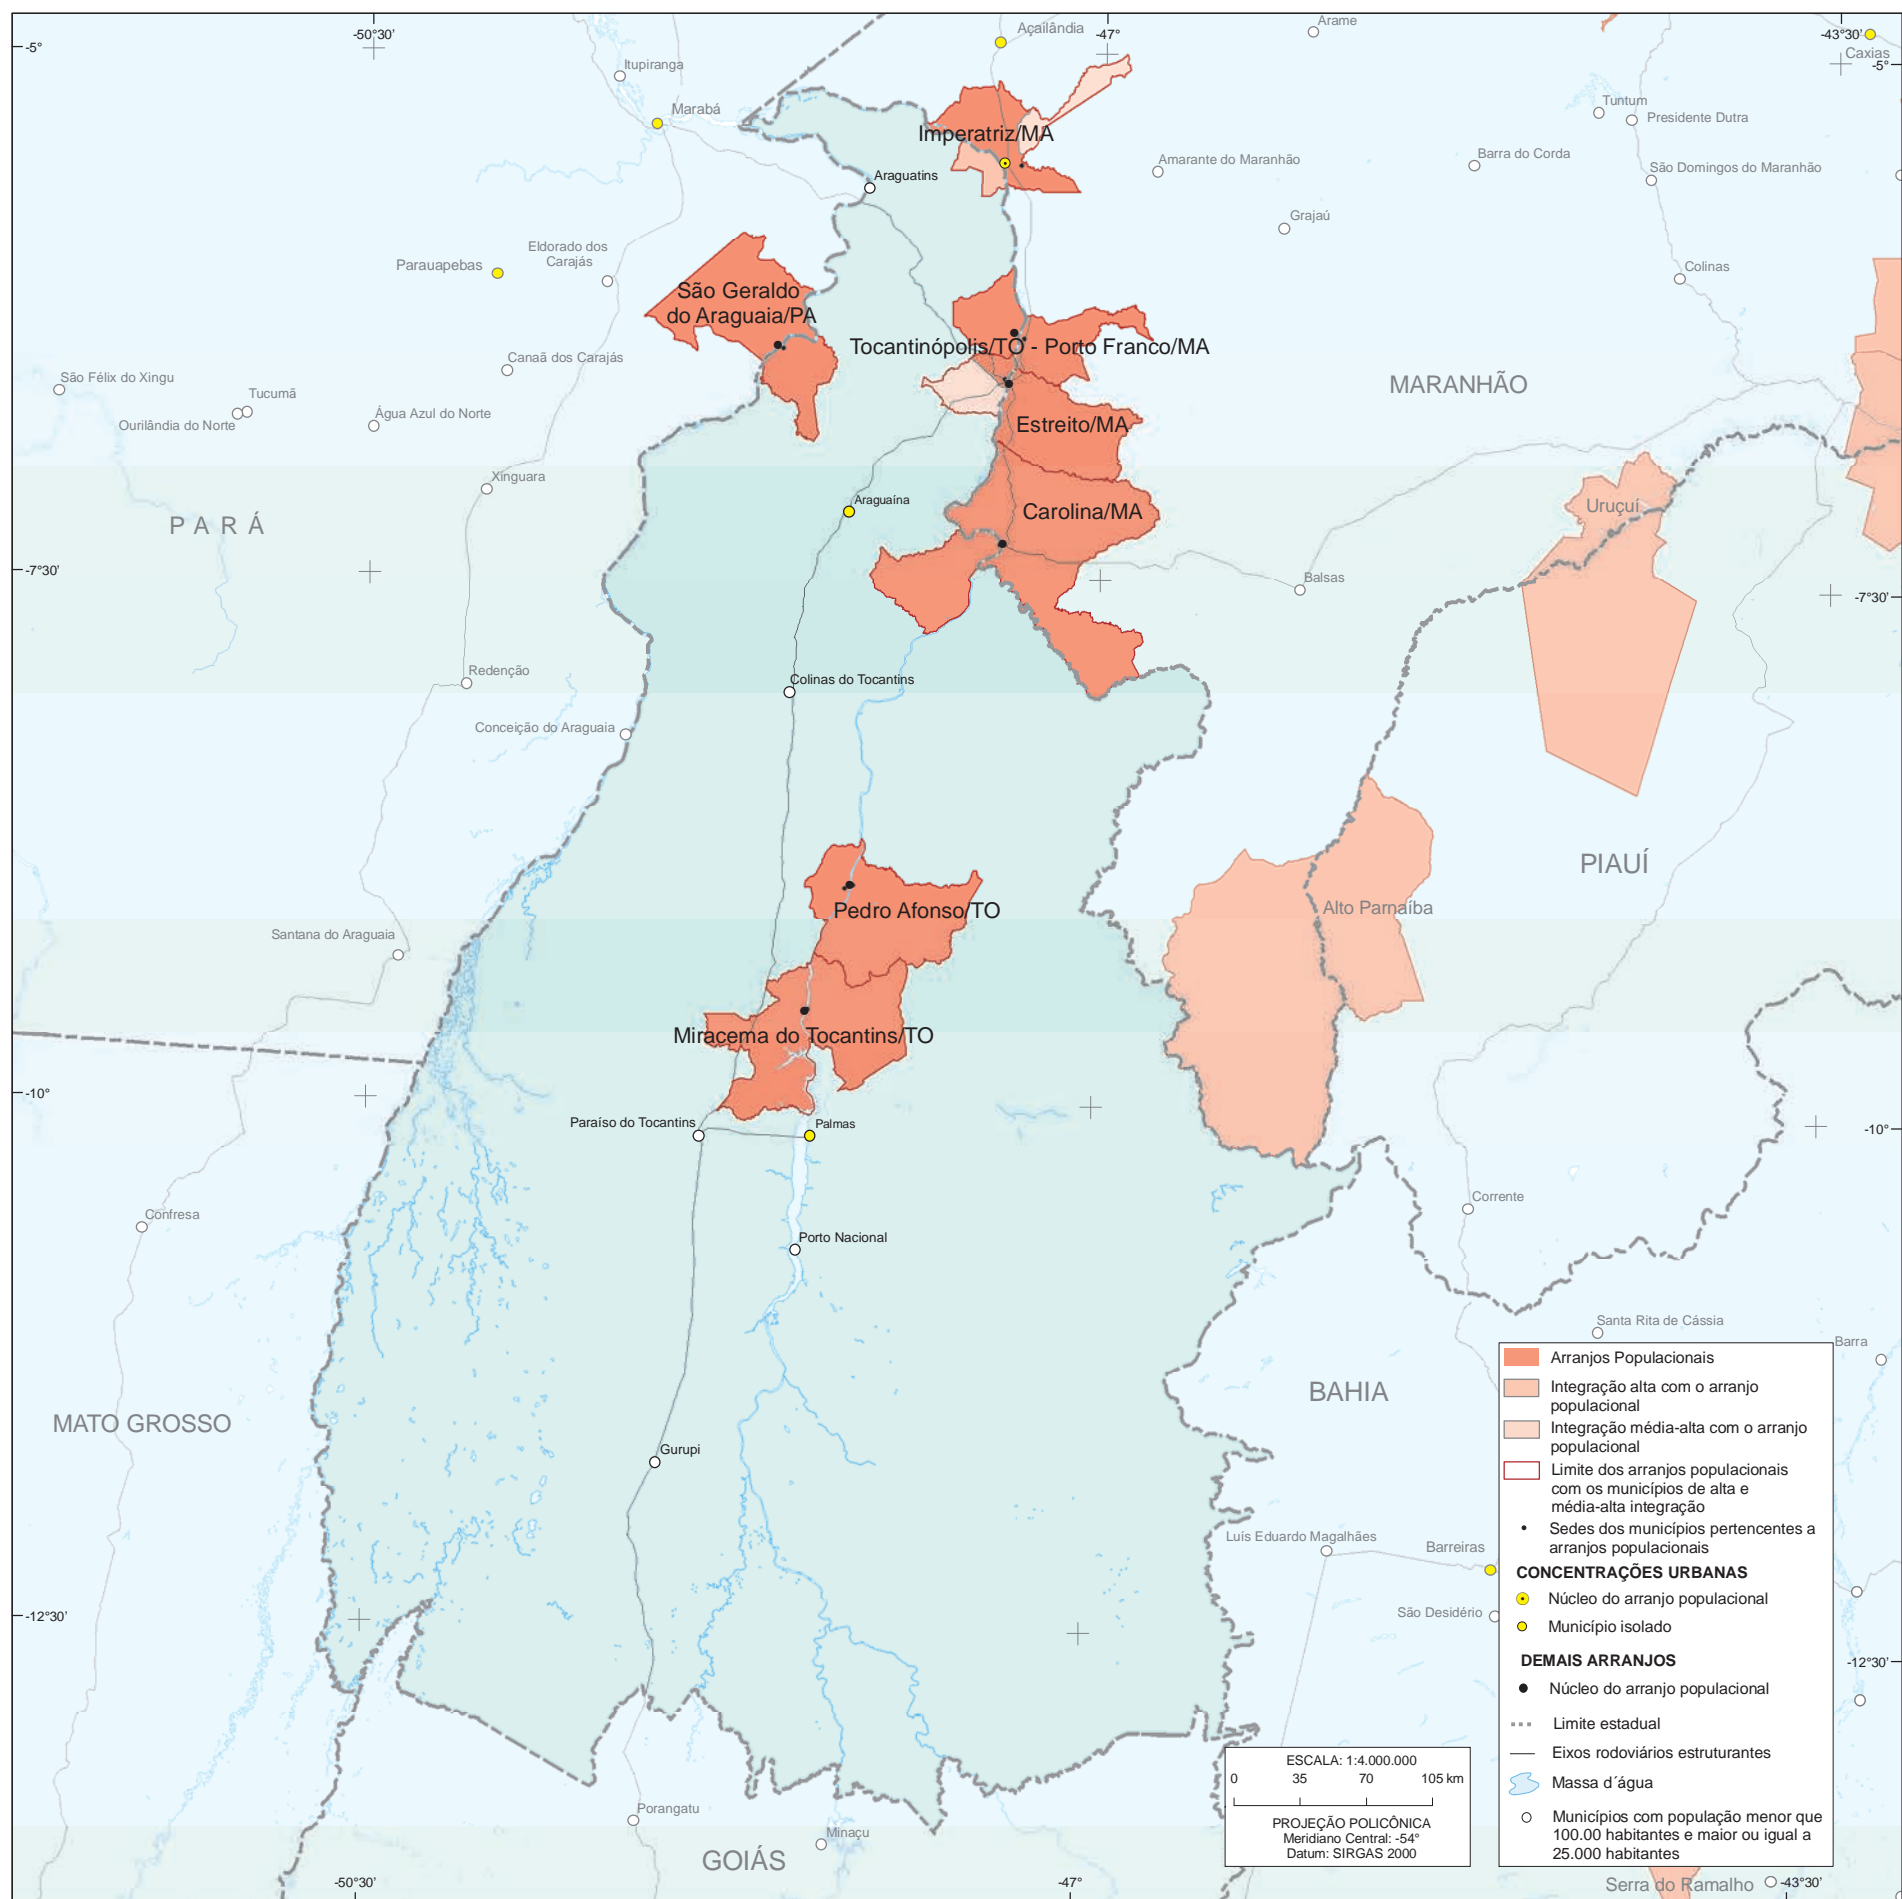 -50°30'
-47°
-43°30'
-5°
-5°
Açailândia
Arame
Caxias
Itupiranga
Marabá
Tuntum
Presidente Dutra
Imperatriz/MA
Amarante do Maranhão
Barra do Corda
São Domingos do Maranhão
Araguatins
Grajaú
Eldorado dos
Carajás
Parauapebas
Colinas
São Geraldo
do Araguaia/PA
Tocantinópolis/TO - Porto Franco/MA
Canaã dos Carajás
São Félix do Xingu
Tucumã
Ourilândia do Norte
Água Azul do Norte
MARANHÃO
Estreito/MA
Xinguara
Araguaína
Carolina/MA
Uruçuí
PARÁ
-7°30'
-7°30'
Balsas
Redenção
Colinas do Tocantins
Conceição do Araguaia
PIAUÍ
Pedro Afonso/TO
Alto Parnaíba
Santana do Araguaia
Miracema do Tocantins/TO
-10°
-10°
Paraíso do Tocantins
Palmas
Confresa
Corrente
Porto Nacional
Santa Rita de Cássia
Barra
BAHIA
MATO GROSSO
Gurupi
Luís Eduardo Magalhães
Barreiras
São Desidério
-12°30'
-12°30'
Porangatu
Minaçu
GOIÁS
Serra do Ramalho
-50°30'
-47°
-43°30'
Arranjos Populacionais
Integração alta com o arranjo
populacional
Integração média-alta com o arranjo
populacional
Limite dos arranjos populacionais
com os municípios de alta e
média-alta integração
Sedes dos municípios pertencentes a
arranjos populacionais
CONCENTRAÇÕES URBANAS
Núcleo do arranjo populacional
Município isolado
DEMAIS ARRANJOS
Núcleo do arranjo populacional
Limite estadual
Eixos rodoviários estruturantes
Massa d´água
Municípios com população menor que
100.00 habitantes e maior ou igual a
25.000 habitantes
ESCALA: 1:4.000.000
0 35 70 105 km
PROJEÇÃO POLICÔNICA
Meridiano Central: -54°
Datum: SIRGAS 2000